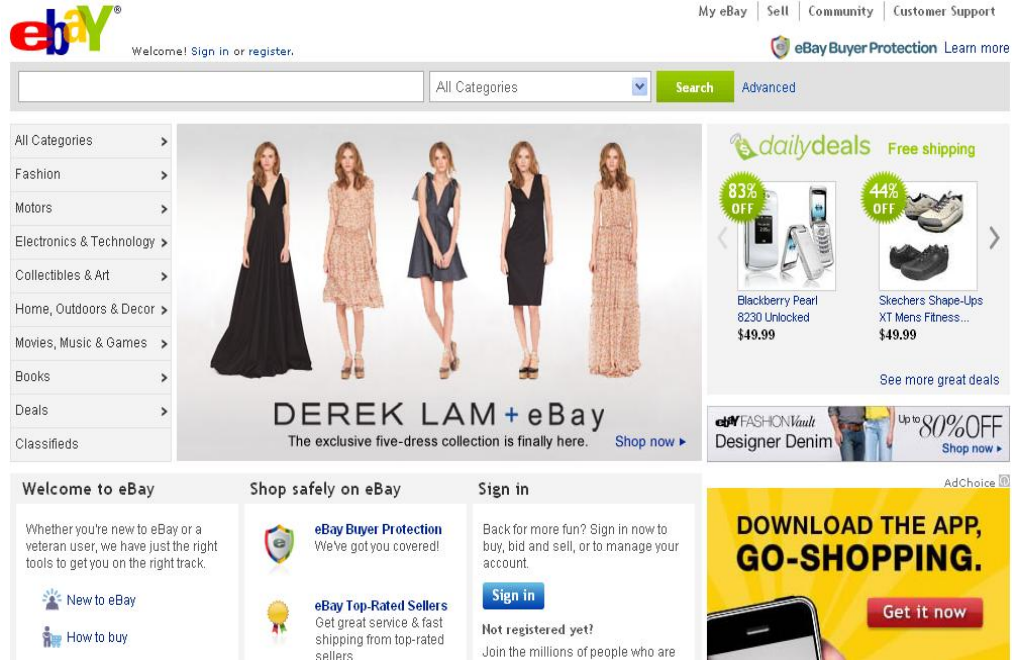 ebay®
My eBay | Sell | Community | Customer Support
Welcome! Sign in or register.
eBay Buyer Protection Learn more
All Categories
Search
Advanced
All Categories
Fashion
Motors
Electronics & Technology
Collectibles & Art
Home, Outdoors & Decor
Movies, Music & Games
Books
Deals
Classifieds
DEREK LAM + eBay
The exclusive five-dress collection is finally here. Shop now
dailydeals Free shipping
83% OFF
44% OFF
Blackberry Pearl
8230 Unlocked
$49.99
Skechers Shape-Ups
XT Mens Fitness...
$49.99
See more great deals
ebay FASHION Vault
Designer Denim
Up to 80% OFF
Shop now
AdChoice
Welcome to eBay
Whether you're new to eBay or a
veteran user, we have just the right
tools to get you on the right track.
New to eBay
How to buy
Shop safely on eBay
eBay Buyer Protection
We've got you covered!
eBay Top-Rated Sellers
Get great service & fast
shipping from top-rated
sellers
Sign in
Back for more fun? Sign in now to
buy, bid and sell, or to manage your
account.
Sign in
Not registered yet?
Join the millions of people who are
DOWNLOAD THE APP,
GO-SHOPPING.
Get it now